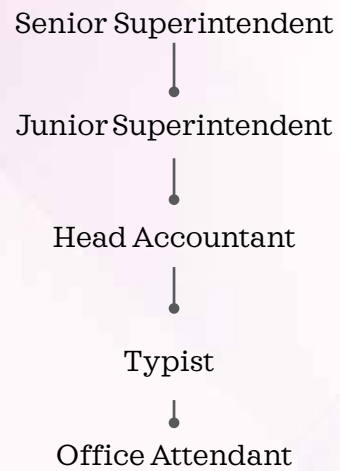 Senior Superintendent
Junior Superintendent
Head Accountant
Typist
Office Attendant